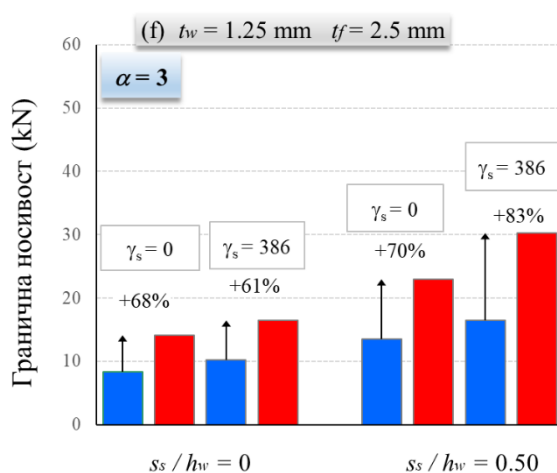 (f) tw = 1.25 mm tf = 2.5 mm
α = 3
Гранична носивост (kN)
60
50
40
30
20
10
0
γs = 0
+68%
γs = 386
+61%
γs = 0
+70%
γs = 386
+83%
ss / hw = 0
ss / hw = 0.50